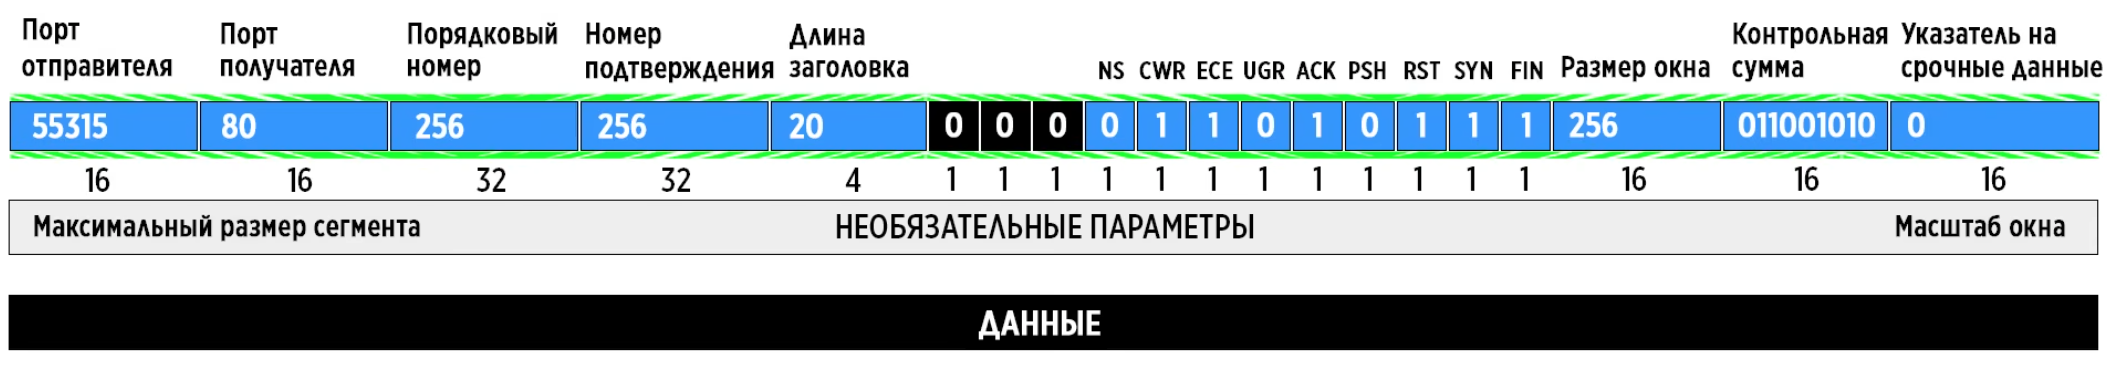 Порт отправителя
Порт получателя
Порядковый номер
Номер подтверждения
Длина заголовка
NS CWR ECE UGR ACK PSH RST SYN FIN
Размер окна
Контрольная сумма
Указатель на срочные данные
55315 80 256 256 20 0 0 0 0 1 1 0 1 0 1 1 1 256 011001010 0
16 16 32 32 4 1 1 1 1 1 1 1 1 1 1 1 1 16 16 16
Максимальный размер сегмента НЕОБЯЗАТЕЛЬНЫЕ ПАРАМЕТРЫ Масштаб окна
ДАННЫЕ